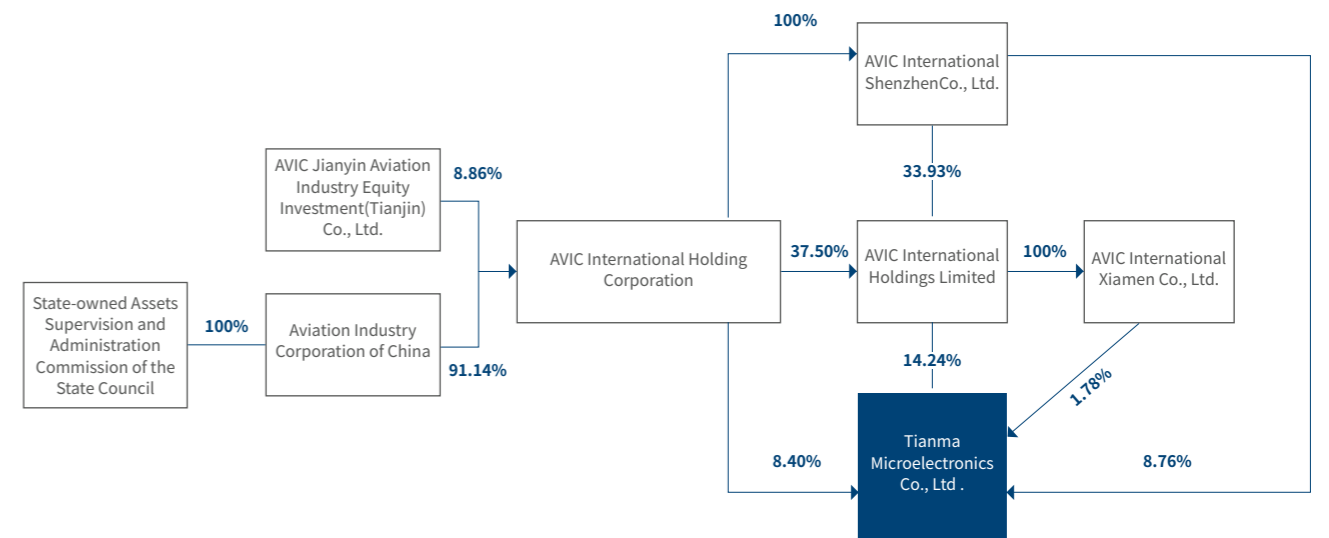 100%
AVIC International
ShenzhenCo., Ltd.
AVIC Jianyin Aviation
Industry Equity
Investment(Tianjin)
Co., Ltd.
8.86%
33.93%
AVIC International Holding
Corporation
37.50%
AVIC International
Holdings Limited
100%
AVIC International
Xiamen Co., Ltd.
State-owned Assets
Supervision and
Administration
Commission of the
State Council
100%
Aviation Industry
Corporation of China
91.14%
14.24%
1.78%
Tianma
Microelectronics
Co., Ltd .
8.40%
8.76%